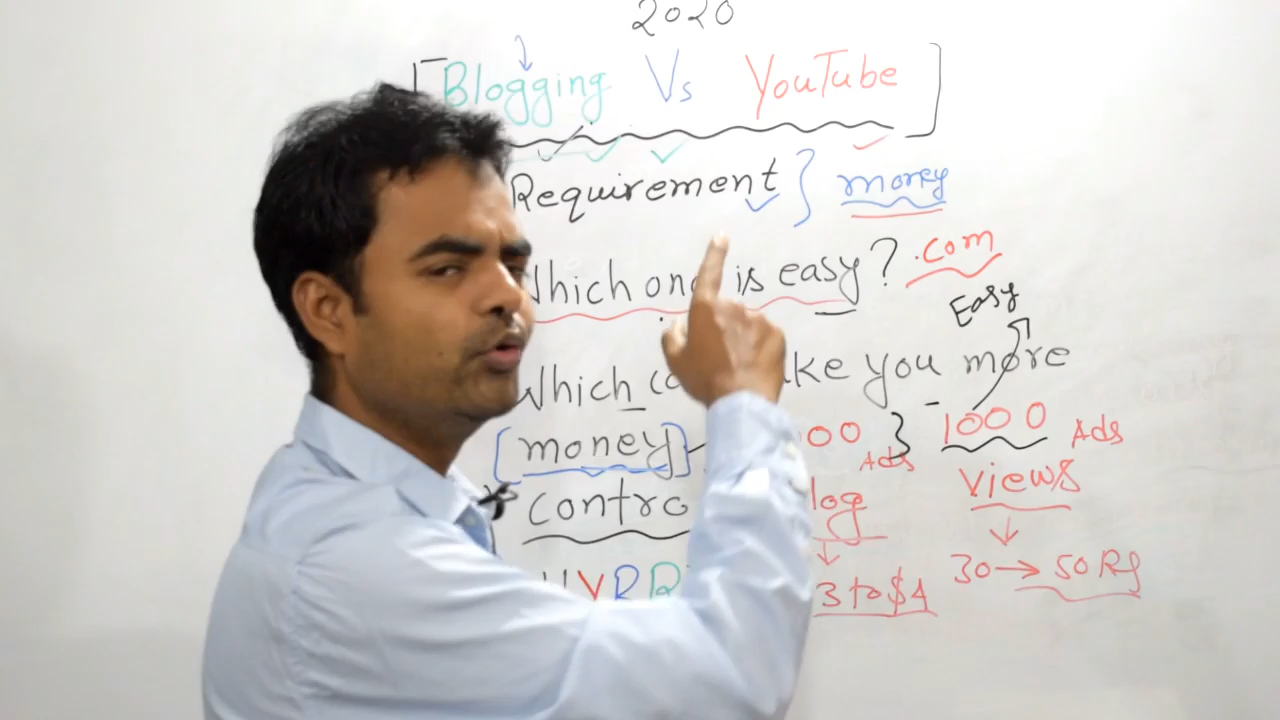 2020
Blogging Vs YouTube
Requirement } money
Which one is easy? .com
Easy
Which make you more
[money] 00 } 1000
Ads Ads
contro
log views
3 to $4 30 → 50 Rs